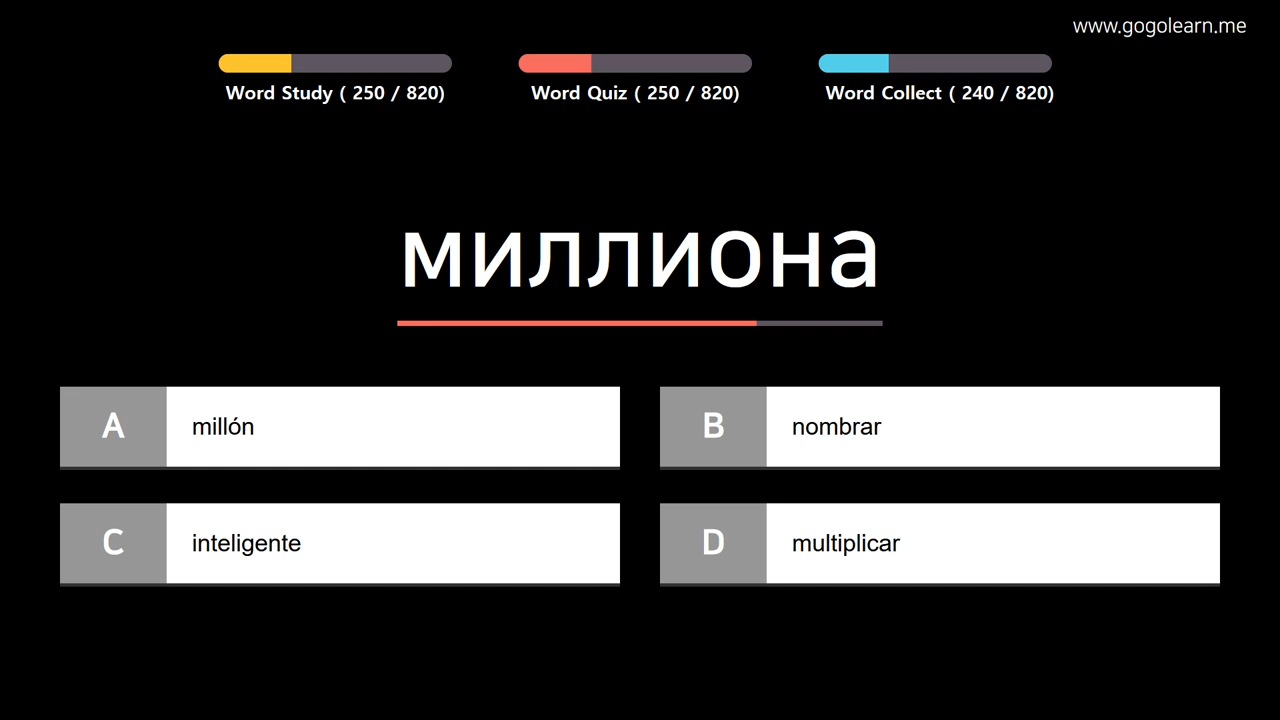 www.gogolearn.me
Word Study ( 250 / 820)
Word Quiz ( 250 / 820)
Word Collect ( 240 / 820)
миллиона
A millón
B nombrar
C inteligente
D multiplicar